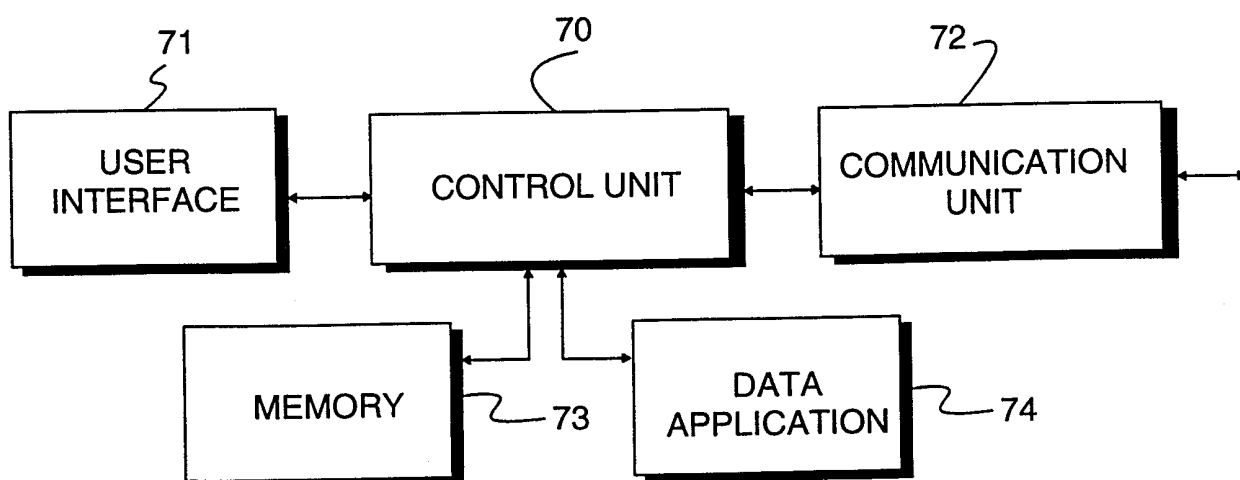 71
70
72
USER
INTERFACE
CONTROL UNIT
COMMUNICATION
UNIT
MEMORY
73
DATA
APPLICATION
74